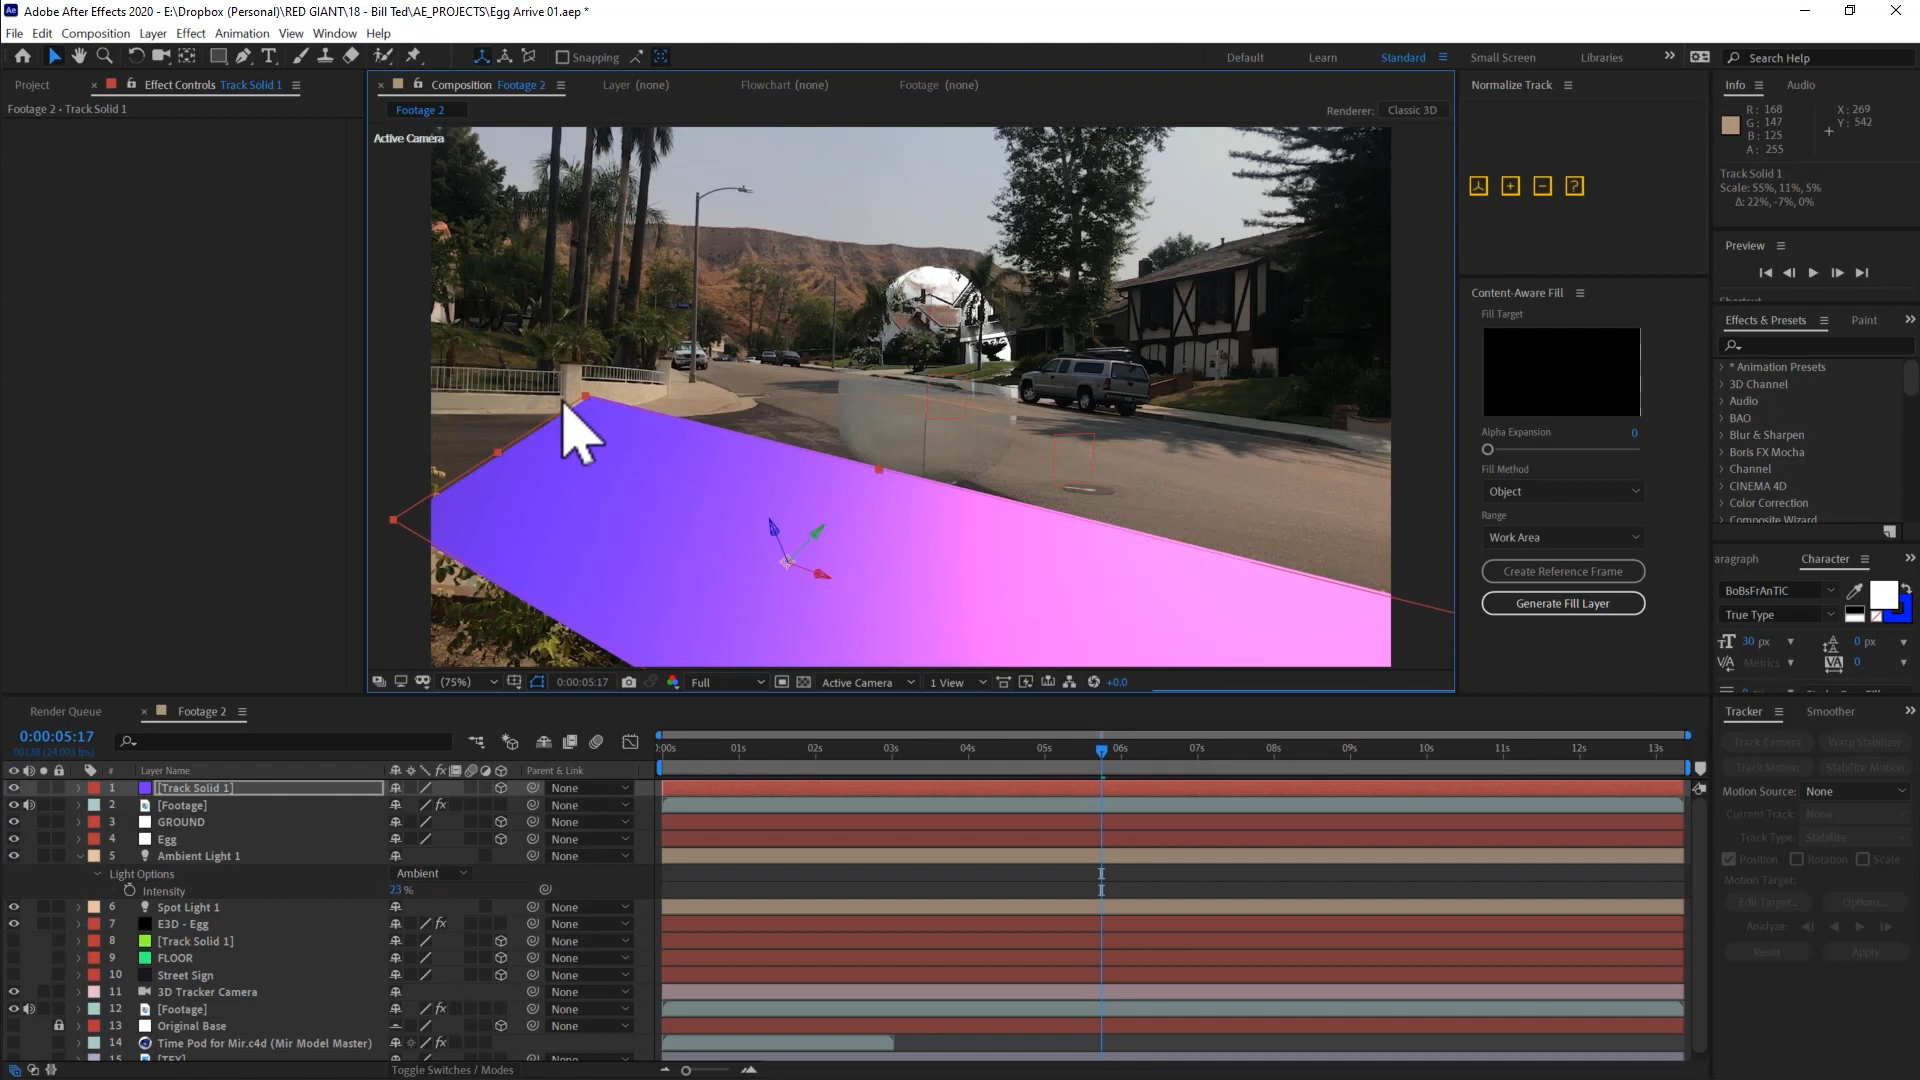 Adobe After Effects 2020 - E:\Dropbox (Personal)\RED GIANT\18 - Bill Ted\AE_PROJECTS\Egg Arrive 01.aep *
File Edit Composition Layer Effect Animation View Window Help
Snapping
Default Learn Standard Small Screen Libraries
Search Help
Project
Effect Controls Track Solid 1
Footage 2 • Track Solid 1
Composition Footage 2
Layer (none)
Flowchart (none)
Footage (none)
Footage 2
Renderer: Classic 3D
Active Camera
(75%)
0:00:05:17
Full
Active Camera
1 View
+0.0
Normalize Track
Content-Aware Fill
Fill Target
Alpha Expansion 0
Fill Method
Object
Range
Work Area
Create Reference Frame
Generate Fill Layer
Info Audio
R: 168
G: 147
B: 125
A: 255
X: 269
Y: 542
Track Solid 1
Scale: 55%, 11%, 5%
Δ: 22%, -7%, 0%
Preview
Effects & Presets Paint
* Animation Presets
3D Channel
Audio
BAO
Blur & Sharpen
Boris FX Mocha
Channel
CINEMA 4D
Color Correction
Composite Wizard
aragraph Character
BoBsFrAnTiC
True Type
30 px 0 px
Metrics 0
Render Queue
Footage 2
0:00:05:17
00138 (24.003 fps)
# Layer Name Parent & Link
:00s 01s 02s 03s 04s 05s 06s 07s 08s 09s 10s 11s 12s 13s
1 [Track Solid 1] None
2 [Footage] None
3 GROUND None
4 Egg None
5 Ambient Light 1 None
Light Options Ambient
Intensity 23 %
6 Spot Light 1 None
7 E3D - Egg None
8 [Track Solid 1] None
9 FLOOR None
10 Street Sign None
11 3D Tracker Camera None
12 [Footage] None
13 Original Base None
14 Time Pod for Mir.c4d (Mir Model Master) None
15 [TEX] None
Toggle Switches / Modes
Tracker Smoother
Track Camera Warp Stabilizer
Track Motion Stabilize Motion
Motion Source: None
Current Track: None
Track Type: Stabilize
Position Rotation Scale
Motion Target:
Edit Target... Options...
Analyze:
Reset Apply